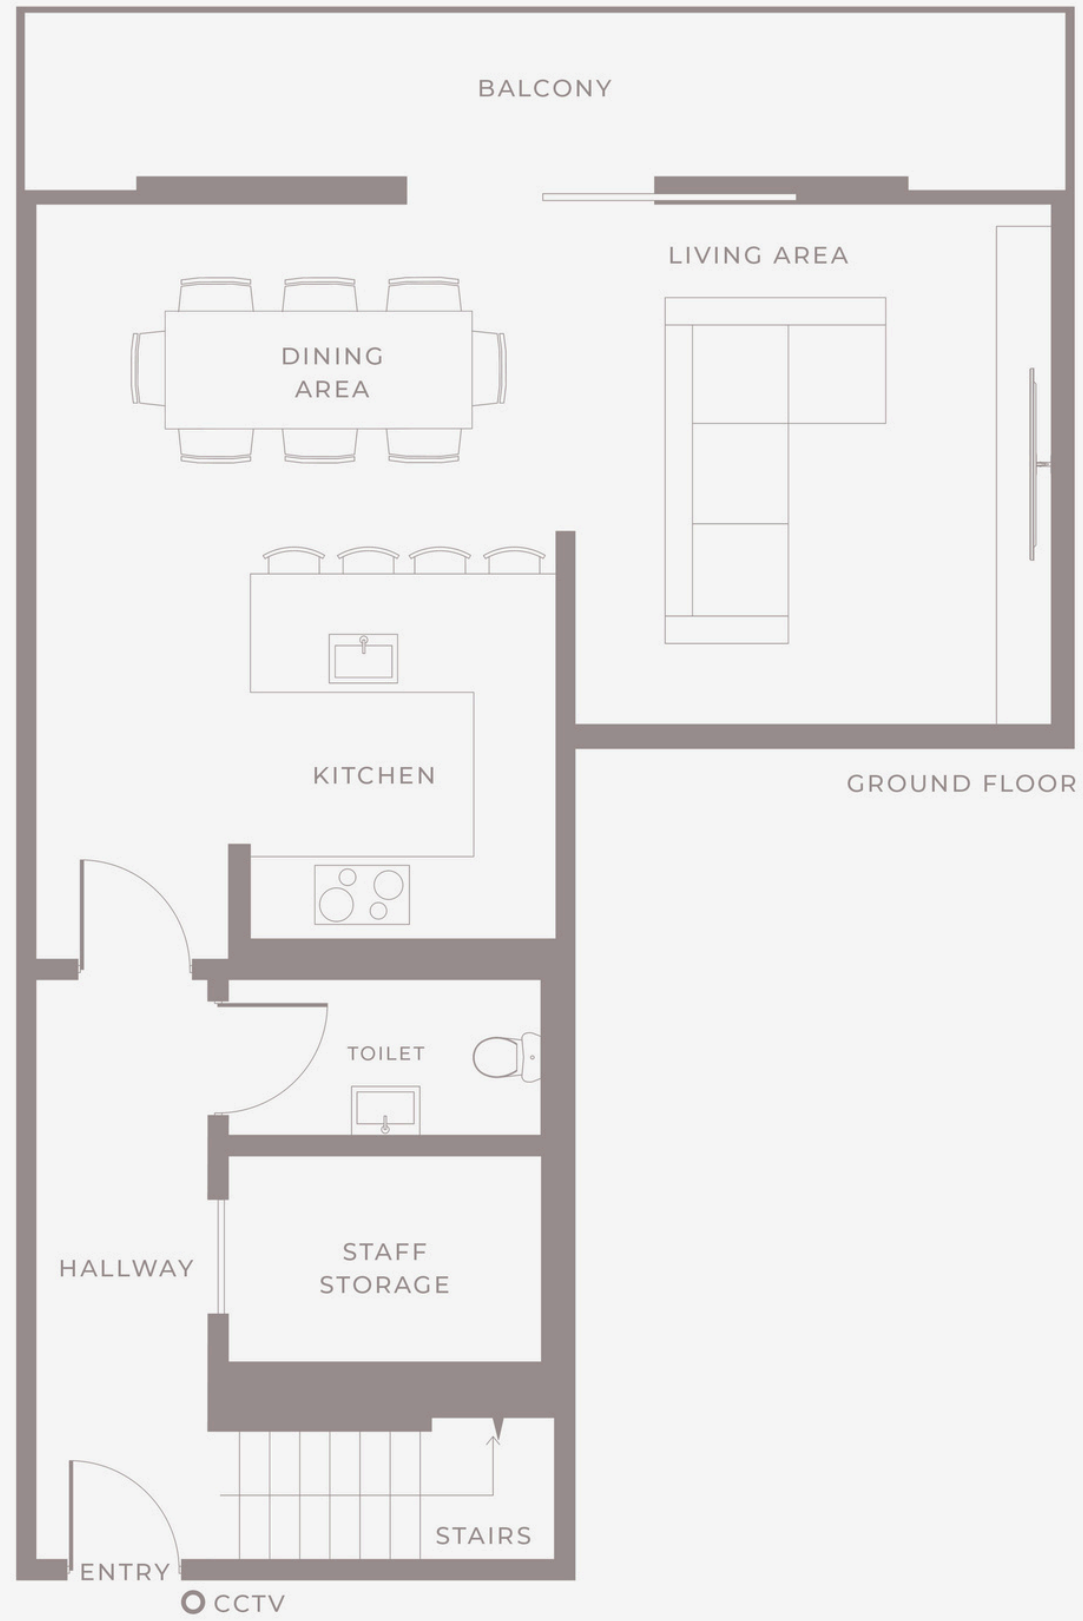 BALCONY
LIVING AREA
DINING
AREA
KITCHEN
GROUND FLOOR
TOILET
STAFF
STORAGE
HALLWAY
STAIRS
ENTRY
CCTV